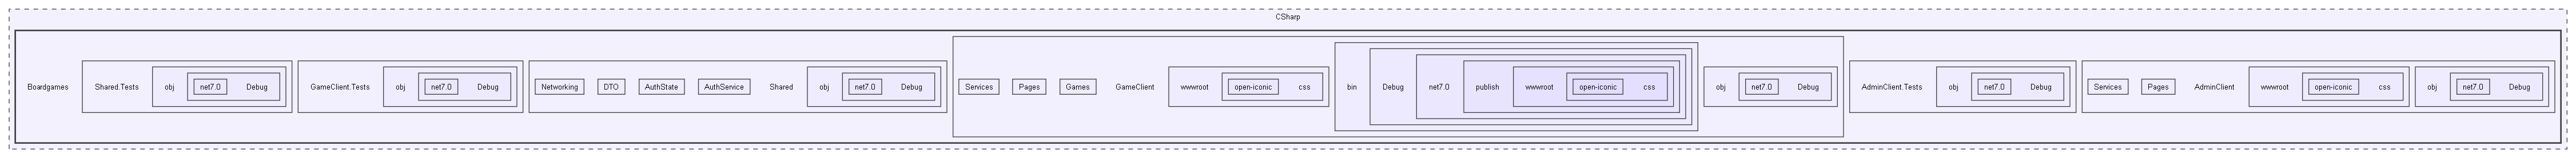 CSharp
Boardgames
Shared.Tests
obj
net7.0
Debug
GameClient.Tests
obj
net7.0
Debug
Networking
DTO
AuthState
AuthService
Shared
obj
net7.0
Debug
Services
Pages
Games
GameClient
wwwroot
open-iconic
css
bin
Debug
net7.0
publish
wwwroot
open-iconic
css
obj
net7.0
Debug
AdminClient.Tests
obj
net7.0
Debug
Services
Pages
AdminClient
wwwroot
open-iconic
css
obj
net7.0
Debug